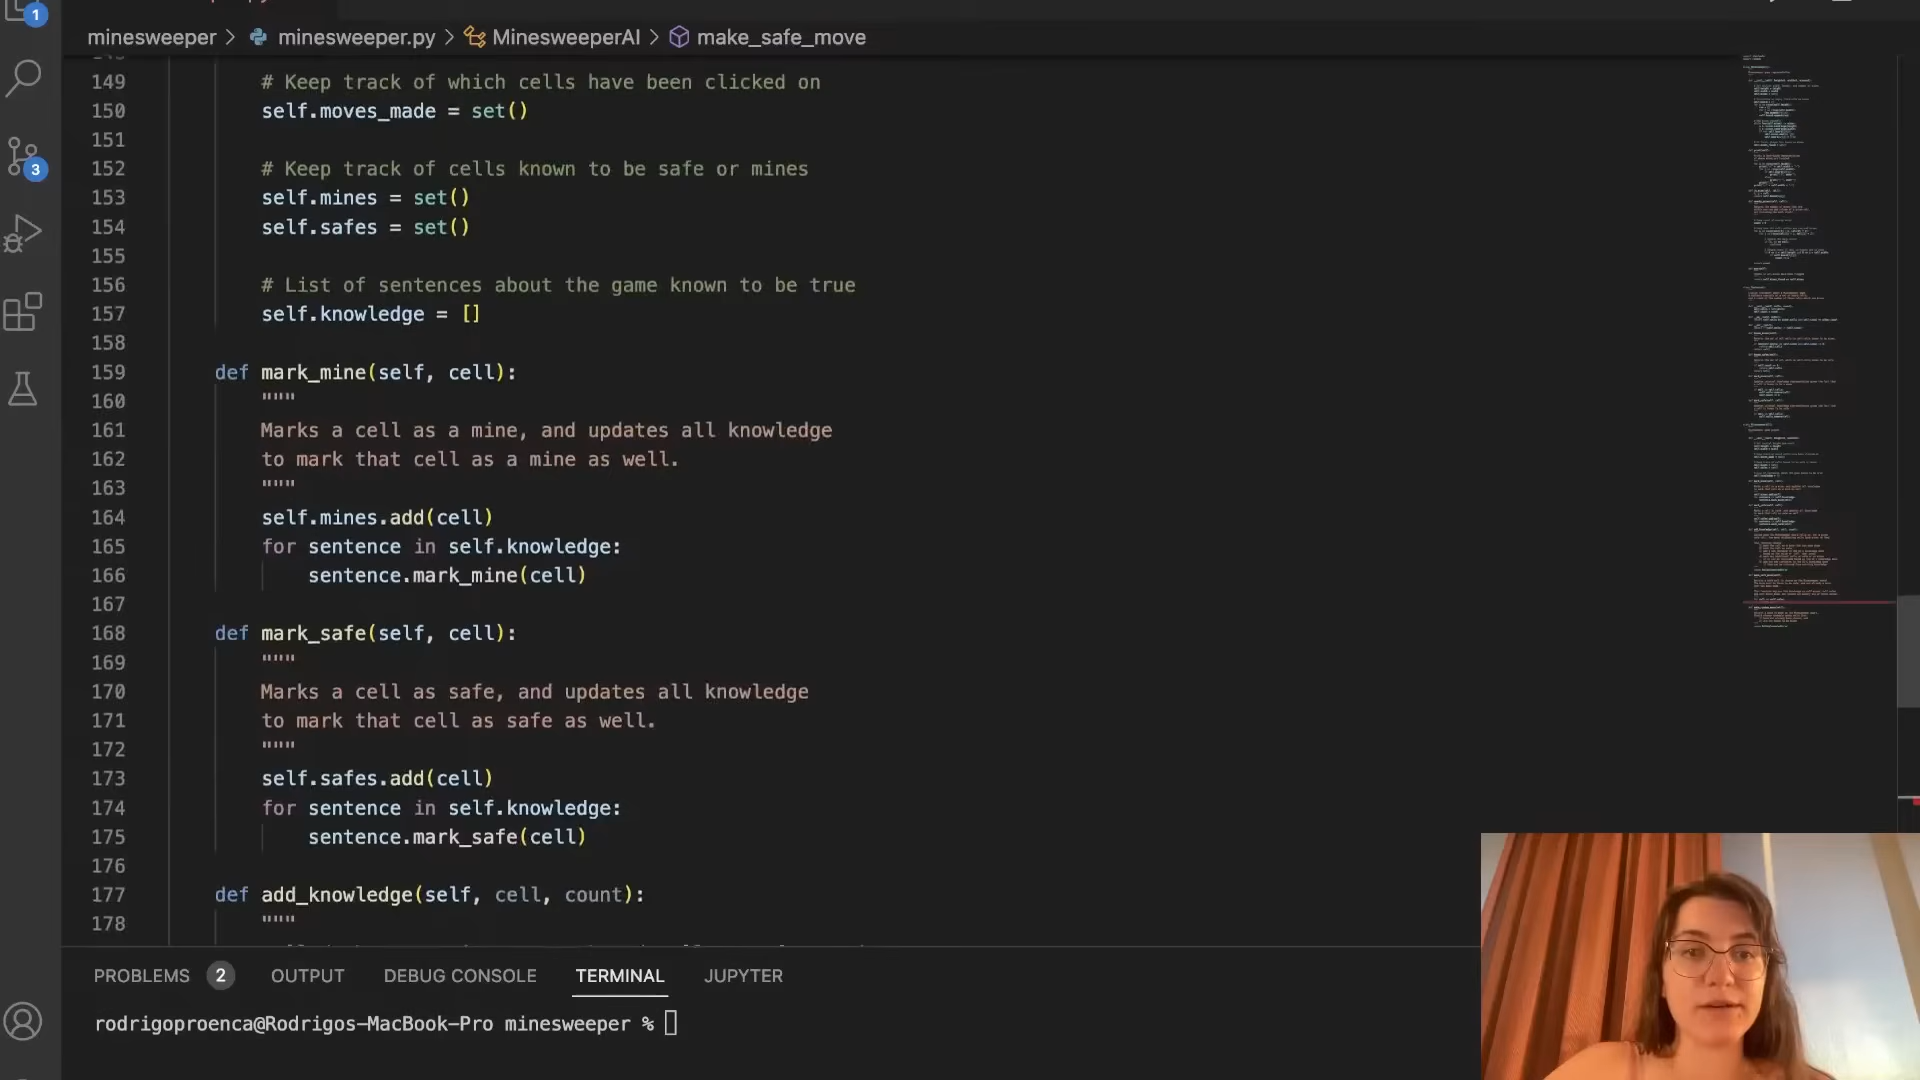 1
minesweeper > minesweeper.py > MinesweeperAI > make_safe_move
149 # Keep track of which cells have been clicked on
150 self.moves_made = set()
151
152 # Keep track of cells known to be safe or mines
153 self.mines = set()
154 self.safes = set()
155
156 # List of sentences about the game known to be true
157 self.knowledge = []
158
159 def mark_mine(self, cell):
160 """
161 Marks a cell as a mine, and updates all knowledge
162 to mark that cell as a mine as well.
163 """
164 self.mines.add(cell)
165 for sentence in self.knowledge:
166 sentence.mark_mine(cell)
167
168 def mark_safe(self, cell):
169 """
170 Marks a cell as safe, and updates all knowledge
171 to mark that cell as safe as well.
172 """
173 self.safes.add(cell)
174 for sentence in self.knowledge:
175 sentence.mark_safe(cell)
176
177 def add_knowledge(self, cell, count):
178 """
3
PROBLEMS 2 OUTPUT DEBUG CONSOLE TERMINAL JUPYTER
rodrigoproenca@Rodrigos-MacBook-Pro minesweeper %